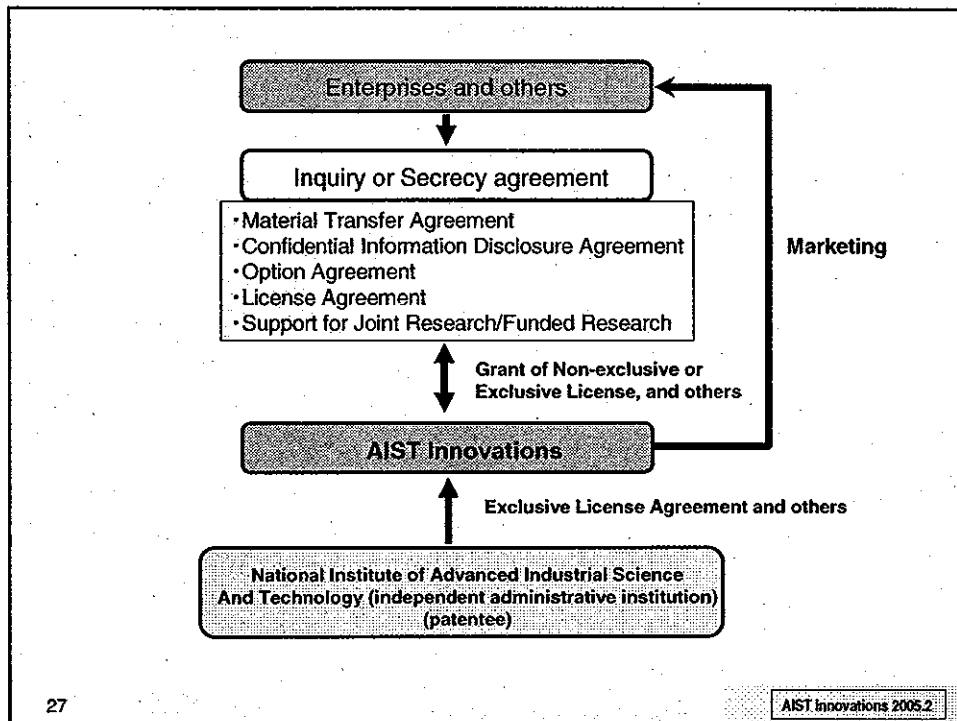 Enterprises and others
Inquiry or Secrecy agreement
・Material Transfer Agreement
・Confidential Information Disclosure Agreement
・Option Agreement
・License Agreement
・Support for Joint Research/Funded Research
Marketing
Grant of Non-exclusive or
Exclusive License, and others
AIST Innovations
Exclusive License Agreement and others
National Institute of Advanced Industrial Science
And Technology (independent administrative institution)
(patentee)
27
AIST Innovations 2005.2